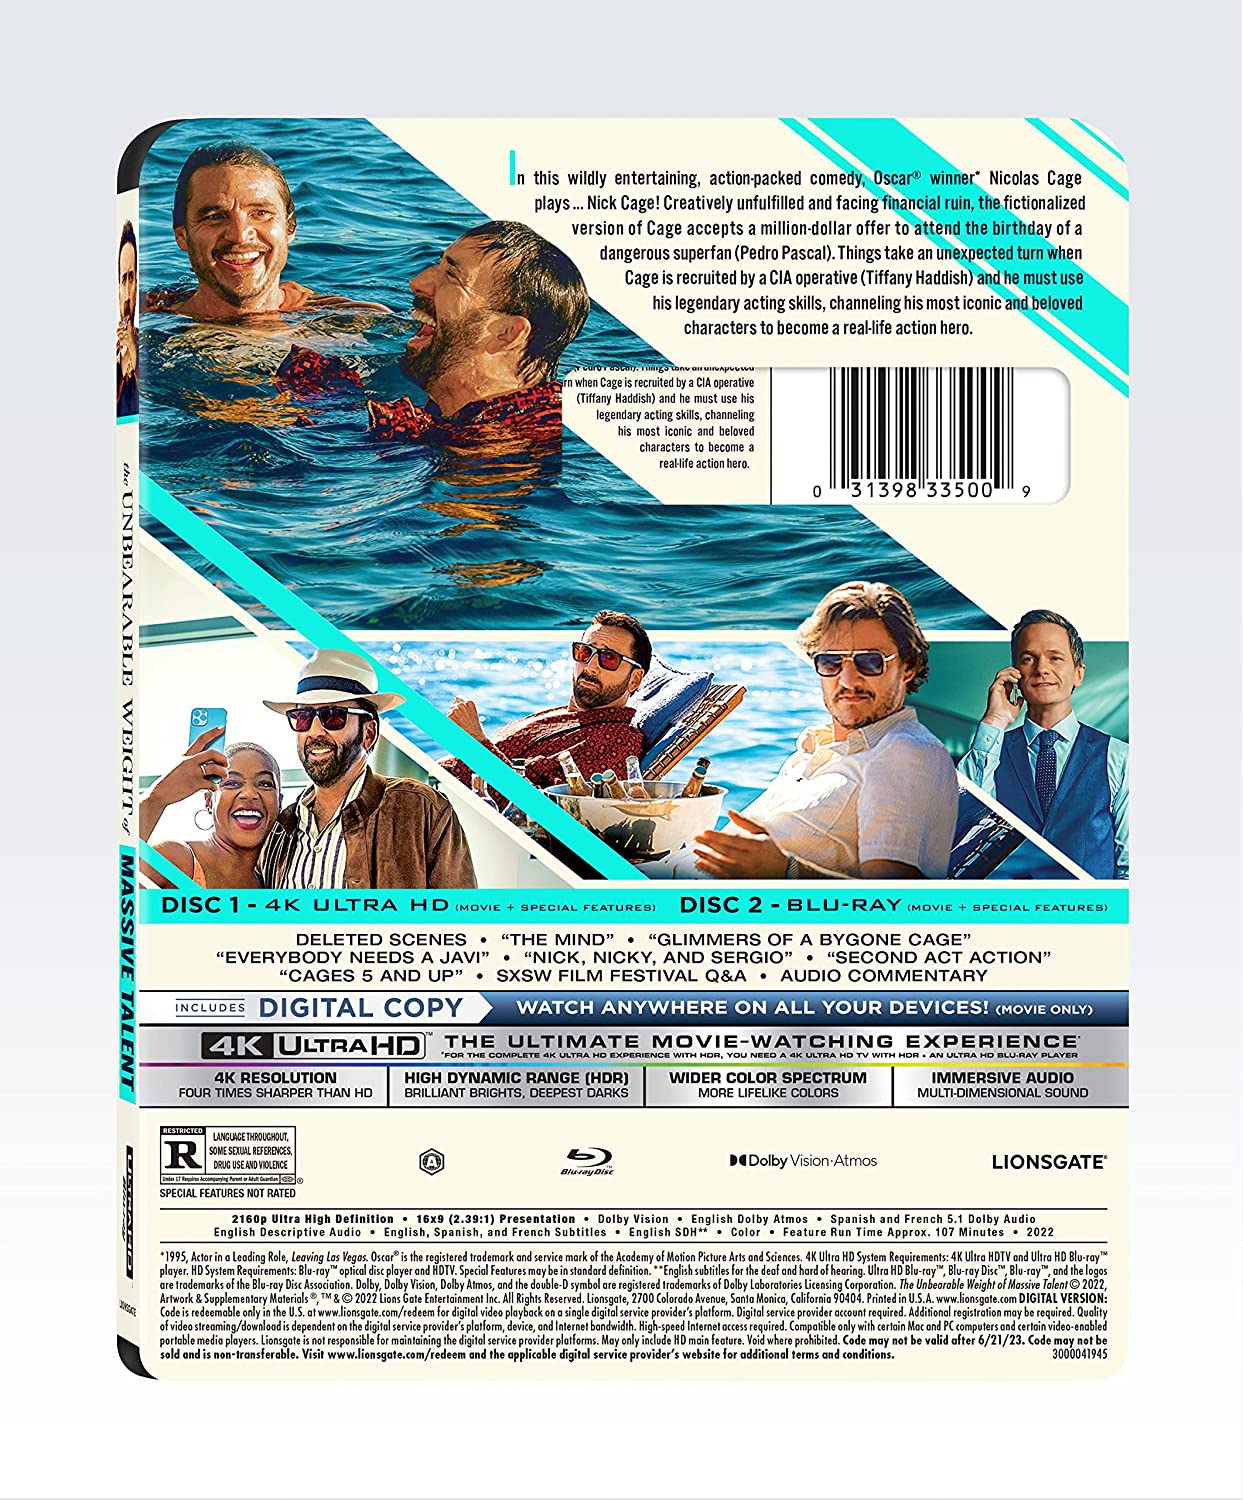 In this wildly entertaining, action-packed comedy, Oscar® winner* Nicolas Cage
plays ... Nick Cage! Creatively unfulfilled and facing financial ruin, the fictionalized
version of Cage accepts a million-dollar offer to attend the birthday of a
dangerous superfan (Pedro Pascal). Things take an unexpected turn when
Cage is recruited by a CIA operative (Tiffany Haddish) and he must use
his legendary acting skills, channeling his most iconic and beloved
characters to become a real-life action hero.
(Pedro Pascal). Things take an unexpected
rn when Cage is recruited by a CIA operative
(Tiffany Haddish) and he must use his
legendary acting skills, channeling
his most iconic and beloved
characters to become a
real-life action hero.
0 31398 33500 9
the UNBEARABLE WEIGHT of MASSIVE TALENT
LIONSGATE
DISC 1 - 4K ULTRA HD (MOVIE + SPECIAL FEATURES) DISC 2 - BLU-RAY (MOVIE + SPECIAL FEATURES)
DELETED SCENES • “THE MIND” • “GLIMMERS OF A BYGONE CAGE”
“EVERYBODY NEEDS A JAVI” • “NICK, NICKY, AND SERGIO” • “SECOND ACT ACTION”
“CAGES 5 AND UP” • SXSW FILM FESTIVAL Q&A • AUDIO COMMENTARY
INCLUDES DIGITAL COPY WATCH ANYWHERE ON ALL YOUR DEVICES! (MOVIE ONLY)
4K ULTRA HD™ THE ULTIMATE MOVIE-WATCHING EXPERIENCE*
*FOR THE COMPLETE 4K ULTRA HD EXPERIENCE WITH HDR, YOU NEED A 4K ULTRA HD TV WITH HDR + AN ULTRA HD BLU-RAY PLAYER
4K RESOLUTION HIGH DYNAMIC RANGE (HDR) WIDER COLOR SPECTRUM IMMERSIVE AUDIO
FOUR TIMES SHARPER THAN HD BRILLIANT BRIGHTS, DEEPEST DARKS MORE LIFELIKE COLORS MULTI-DIMENSIONAL SOUND
RESTRICTED
R
LANGUAGE THROUGHOUT,
SOME SEXUAL REFERENCES,
DRUG USE AND VIOLENCE
Under 17 Requires Accompanying Parent or Adult Guardian
®
SPECIAL FEATURES NOT RATED
A
Blu-ray Disc™
Dolby Vision·Atmos
LIONSGATE®
2160p Ultra High Definition • 16x9 (2.39:1) Presentation • Dolby Vision • English Dolby Atmos • Spanish and French 5.1 Dolby Audio
English Descriptive Audio • English, Spanish, and French Subtitles • English SDH** • Color • Feature Run Time Approx. 107 Minutes • 2022
*1995, Actor in a Leading Role, Leaving Las Vegas. Oscar® is the registered trademark and service mark of the Academy of Motion Picture Arts and Sciences. 4K Ultra HD System Requirements: 4K Ultra HDTV and Ultra HD Blu-ray™
player. HD System Requirements: Blu-ray™ optical disc player and HDTV. Special Features may be in standard definition. **English subtitles for the deaf and hard of hearing. Ultra HD Blu-ray™, Blu-ray Disc™, Blu-ray™, and the logos
are trademarks of the Blu-ray Disc Association. Dolby, Dolby Vision, Dolby Atmos, and the double-D symbol are registered trademarks of Dolby Laboratories Licensing Corporation. The Unbearable Weight of Massive Talent © 2022,
Artwork & Supplementary Materials ®, ™ & © 2022 Lions Gate Entertainment Inc. All Rights Reserved. Lionsgate, 2700 Colorado Avenue, Santa Monica, California 90404. Printed in U.S.A. www.lionsgate.com DIGITAL VERSION:
Code is redeemable only in the U.S. at www.lionsgate.com/redeem for digital video playback on a single digital service provider's platform. Digital service provider account required. Additional registration may be required. Quality
of video streaming/download is dependent on the digital service provider's platform, device, and Internet bandwidth. High-speed Internet access required. Compatible only with certain Mac and PC computers and certain video-enabled
portable media players. Lionsgate is not responsible for maintaining the digital service provider platforms. May only include HD main feature. Void where prohibited. Code may not be valid after 6/21/23. Code may not be
sold and is non-transferable. Visit www.lionsgate.com/redeem and the applicable digital service provider's website for additional terms and conditions. 3000041945